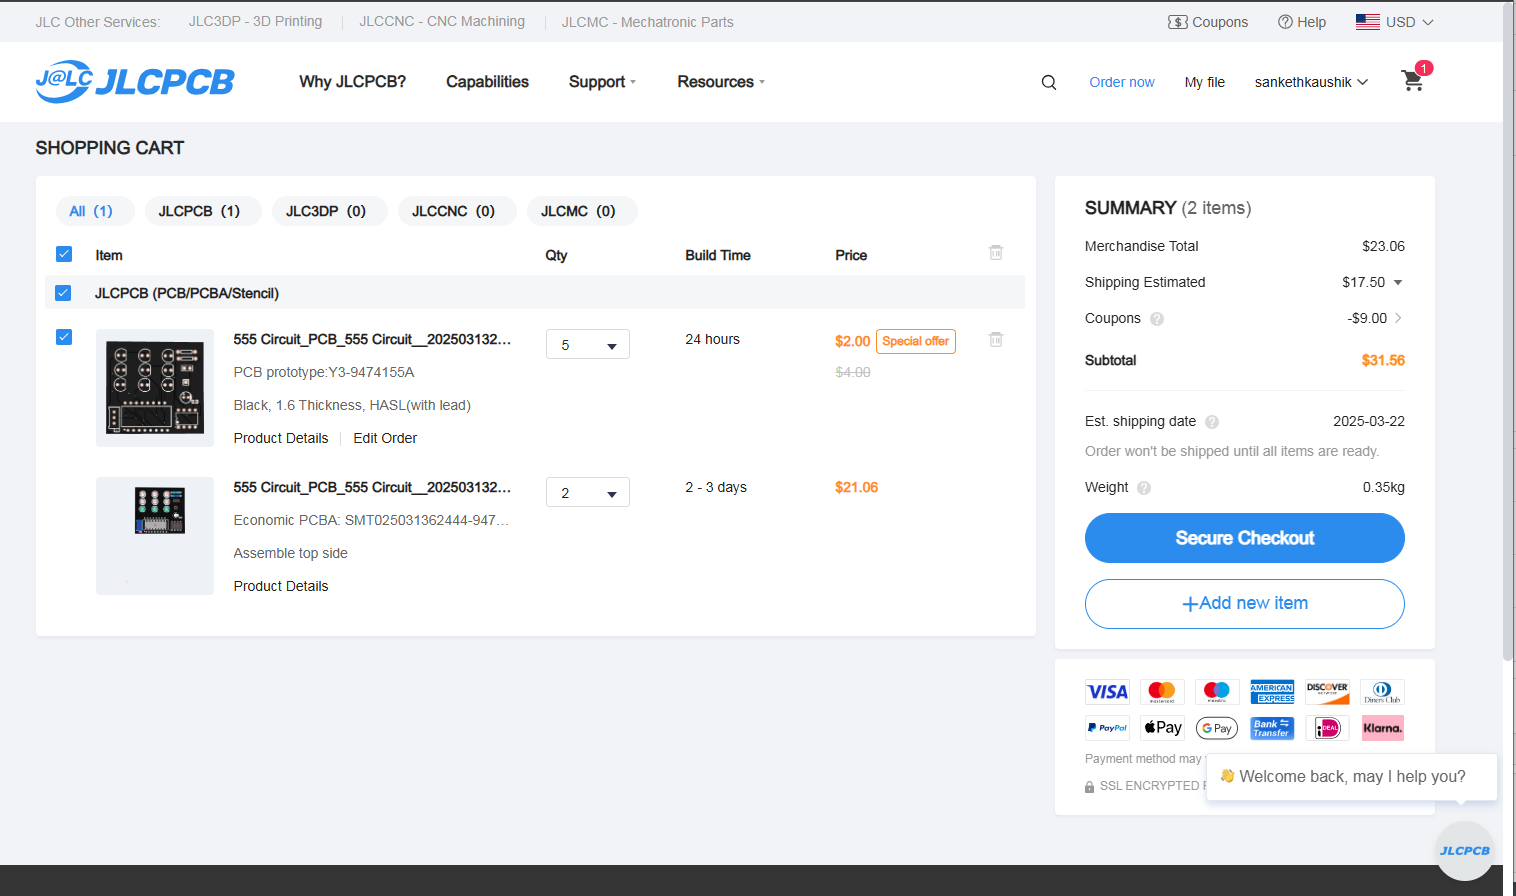 JLC Other Services: JLC3DP - 3D Printing JLCCNC - CNC Machining JLCMC - Mechatronic Parts $ Coupons ? Help USD
J@LC JLCPCB Why JLCPCB? Capabilities Support Resources Order now My file sankethkaushik 1
SHOPPING CART
All (1) JLCPCB (1) JLC3DP (0) JLCCNC (0) JLCMC (0)
Item Qty Build Time Price
JLCPCB (PCB/PCBA/Stencil)
555 Circuit_PCB_555 Circuit__202503132... 5 24 hours $2.00 Special offer
PCB prototype:Y3-9474155A $4.00
Black, 1.6 Thickness, HASL(with lead)
Product Details Edit Order
555 Circuit_PCB_555 Circuit__202503132... 2 2 - 3 days $21.06
Economic PCBA: SMT025031362444-947...
Assemble top side
Product Details
SUMMARY (2 items)
Merchandise Total $23.06
Shipping Estimated $17.50
Coupons ? -$9.00
Subtotal $31.56
Est. shipping date ? 2025-03-22
Order won't be shipped until all items are ready.
Weight ? 0.35kg
Secure Checkout
+Add new item
VISA mastercard maestro AMERICAN EXPRESS DISCOVER Diners Club
PayPal Pay G Pay Bank Transfer iDEAL Klarna.
Payment method may
SSL ENCRYPTED
👋 Welcome back, may I help you?
JLCPCB